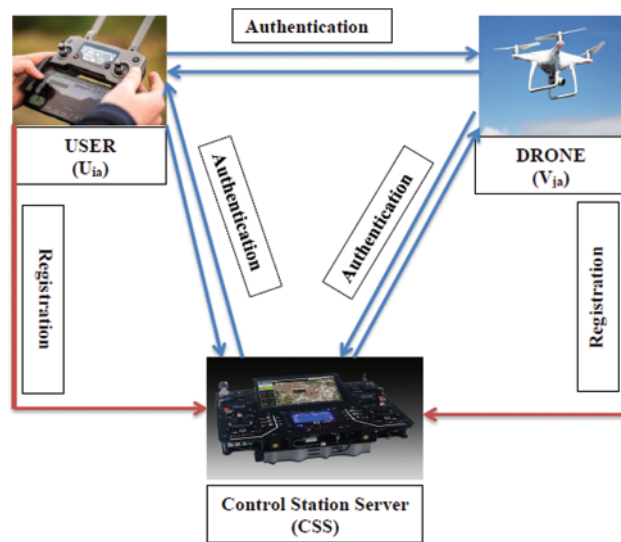 Authentication
USER
(Uia)
DRONE
(Vja)
Authentication
Authentication
Registration
Registration
Control Station Server
(CSS)